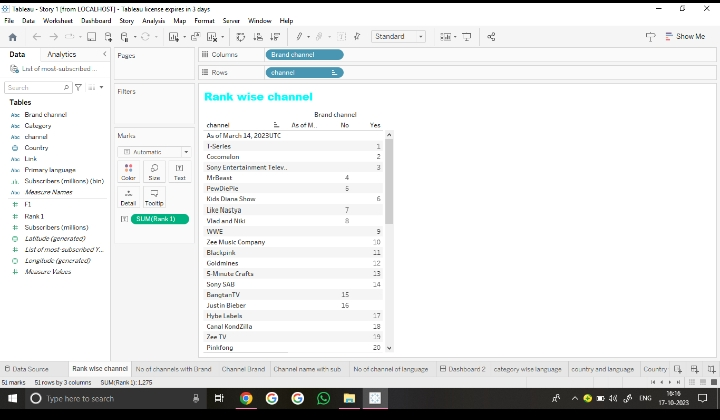 Tableau - Story 1 [from LOCALHOST] - Tableau license expires in 3 days
File Data Worksheet Dashboard Story Analysis Map Format Server Window Help
Standard
Show Me
Data Analytics
List of most-subscribed ...
Search
Tables
Abc Brand channel
Abc Category
Abc channel
Country
Abc Link
Abc Primary language
Subscribers (millions) (bin)
Abc Measure Names
# F1
# Rank 1
# Subscribers (millions)
Latitude (generated)
# List of most-subscribed Y...
Longitude (generated)
# Measure Values
Pages
Filters
Marks
Automatic
Color Size Text
Detail Tooltip
SUM(Rank 1)
Columns Brand channel
Rows channel
Rank wise channel
Brand channel
channel As of M... No Yes
As of March 14, 2023UTC
T-Series 1
Cocomelon 2
Sony Entertainment Telev.. 3
MrBeast 4
PewDiePie 5
Kids Diana Show 6
Like Nastya 7
Vlad and Niki 8
WWE 9
Zee Music Company 10
Blackpink 11
Goldmines 12
5-Minute Crafts 13
Sony SAB 14
BangtanTV 15
Justin Bieber 16
Hybe Labels 17
Canal KondZilla 18
Zee TV 19
Pinkfong 20
Data Source Rank wise channel No of channels with Brand Channel Brand Channel name with sub No of channel of language Dashboard 2 category wise language country and language Country
51 marks 51 rows by 3 columns SUM(Rank 1): 1,275
Type here to search
ENG
16:16
17-10-2023